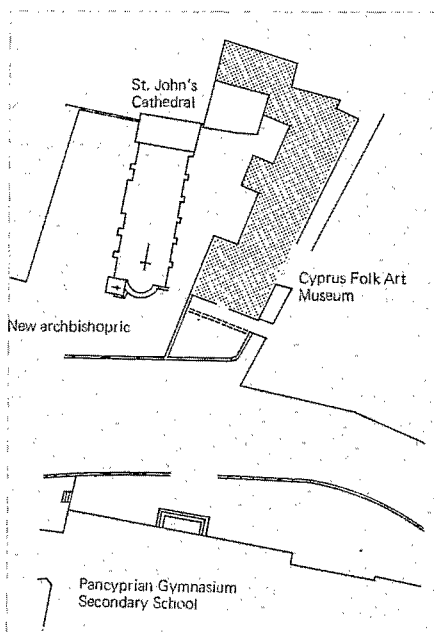 St. John's
Cathedral
Cyprus Folk Art
Museum
New archbishopric
Pancyprian Gymnasium
Secondary School